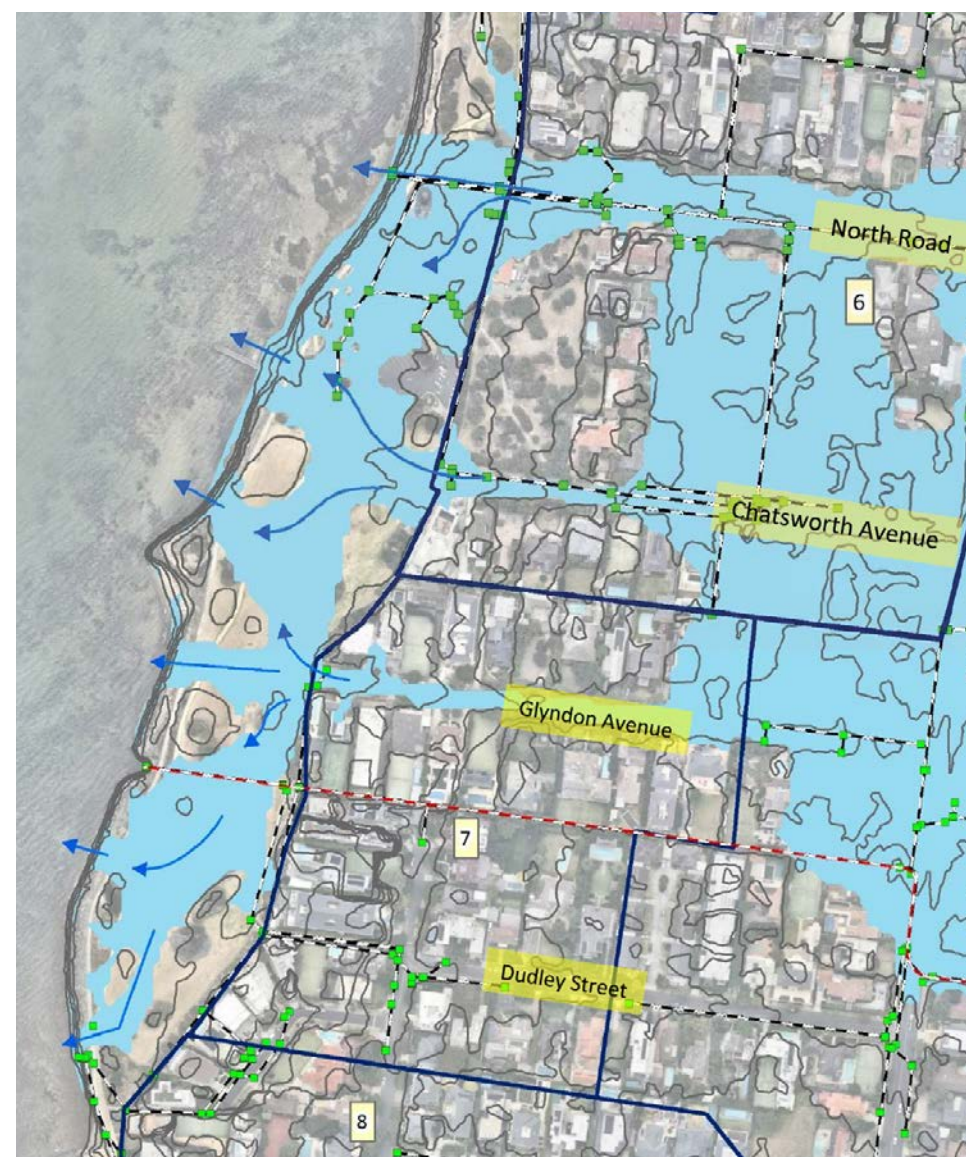 North Road
6
Chatsworth Avenue
Glyndon Avenue
7
Dudley Street
8